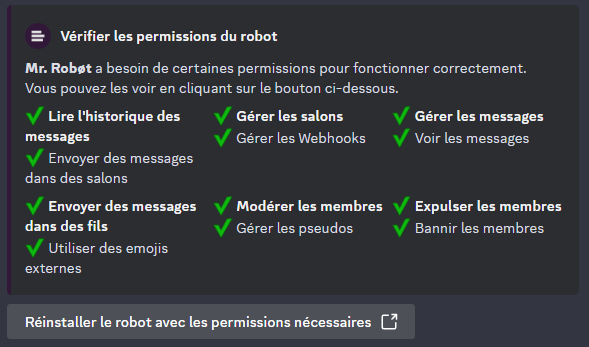 Vérifier les permissions du robot
Mr. Robøt a besoin de certaines permissions pour fonctionner correctement.
Vous pouvez les voir en cliquant sur le bouton ci-dessous.
Lire l'historique des
messages
Envoyer des messages
dans des salons
Gérer les salons
Gérer les Webhooks
Gérer les messages
Voir les messages
Envoyer des messages
dans des fils
Utiliser des emojis
externes
Modérer les membres
Gérer les pseudos
Expulser les membres
Bannir les membres
Réinstaller le robot avec les permissions nécessaires